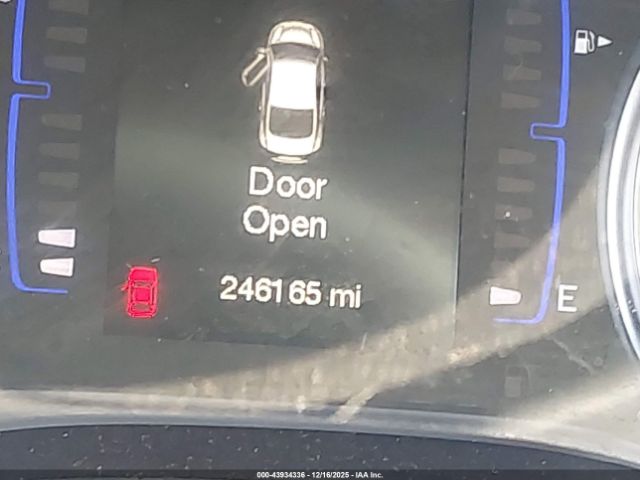 Door
Open
246165 mi
E
000-43934336 - 12/16/2025 - IAA Inc.